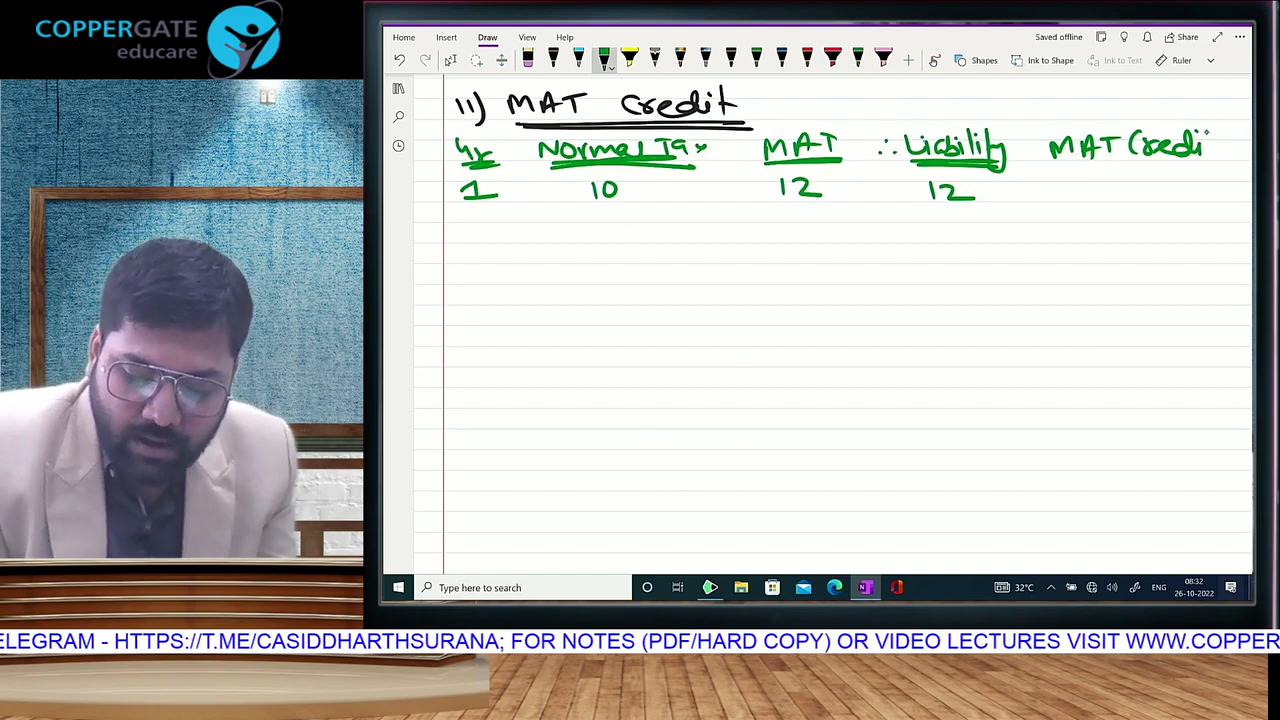 COPPERGATE
educare
Home Insert Draw View Help
Saved offline
Share
Shapes
Ink to Shape
Ink to Text
Ruler
11) MAT Credit
Yr Normal Tax MAT ∴ Liability MAT Credi
1 10 12 12
Type here to search
32°C
ENG
08:32
26-10-2022
ELEGRAM - HTTPS://T.ME/CASIDDHARTHSURANA; FOR NOTES (PDF/HARD COPY) OR VIDEO LECTURES VISIT WWW.COPPER